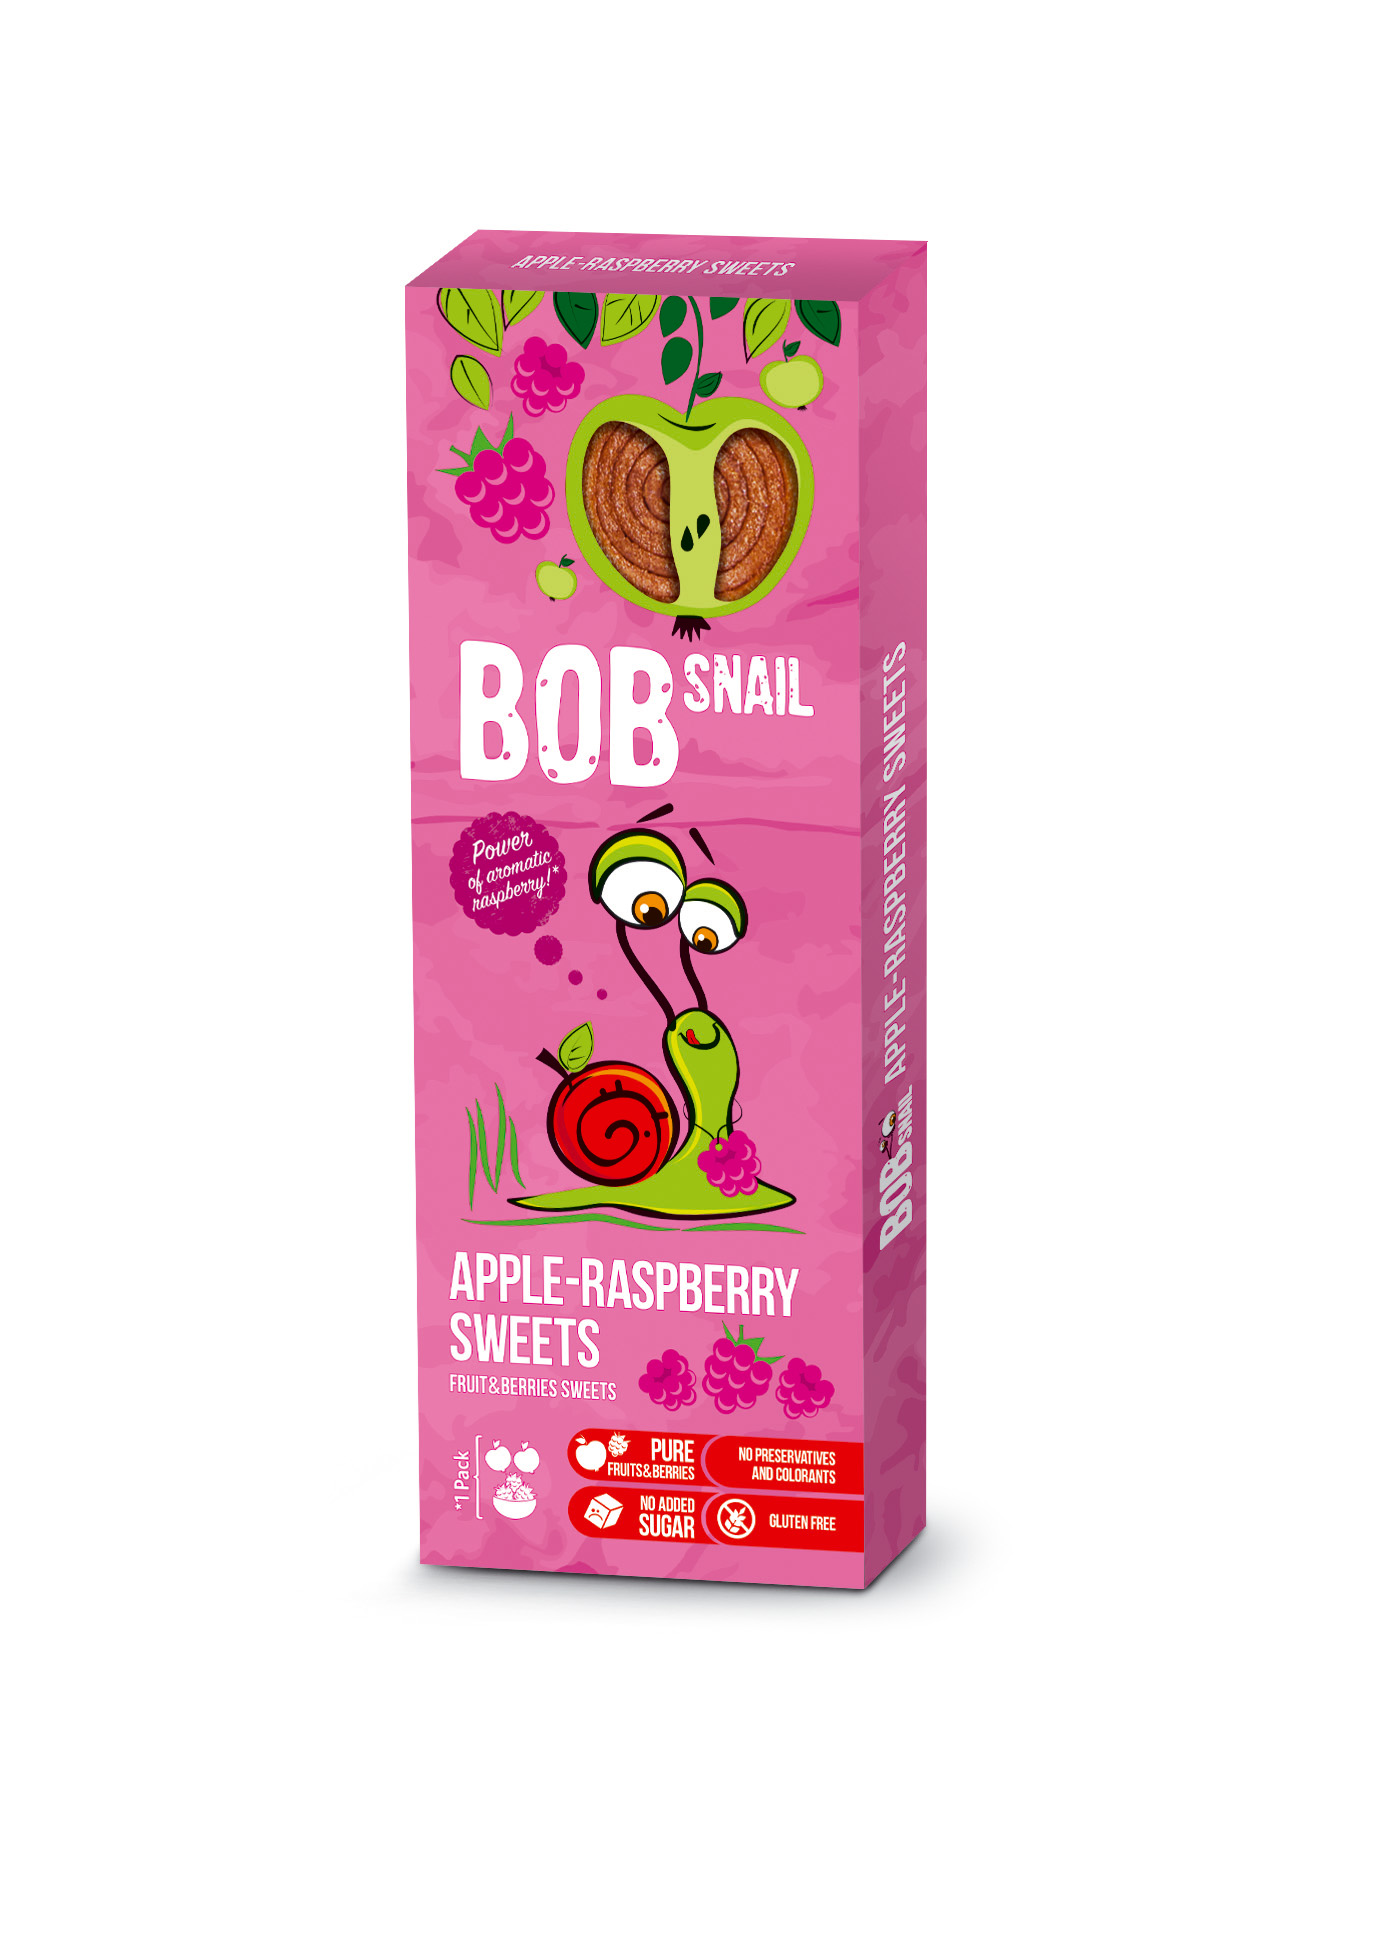 APPLE-RASPBERRY SWEETS
BOB SNAIL
Power
of aromatic
raspberry!*
APPLE-RASPBERRY
SWEETS
FRUIT&BERRIES SWEETS
*1 Pack
PURE
FRUITS&BERRIES
NO PRESERVATIVES
AND COLORANTS
NO ADDED
SUGAR
GLUTEN FREE
BOB SNAIL APPLE-RASPBERRY SWEETS